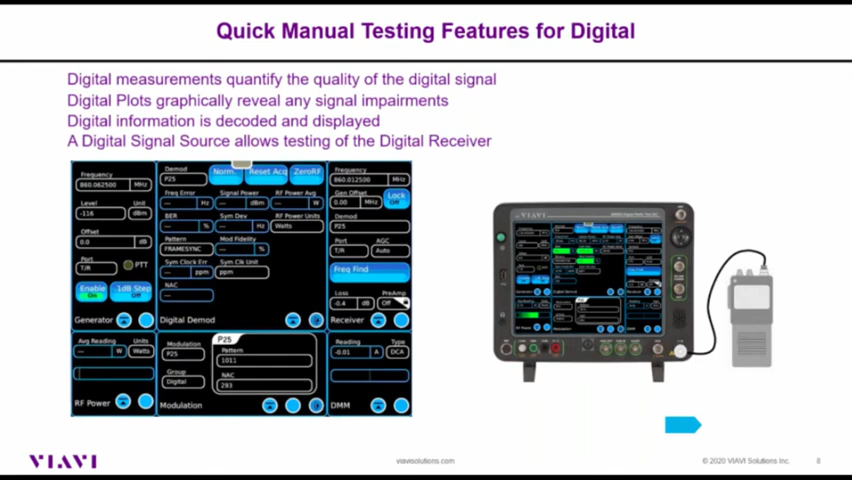 Quick Manual Testing Features for Digital
Digital measurements quantify the quality of the digital signal
Digital Plots graphically reveal any signal impairments
Digital information is decoded and displayed
A Digital Signal Source allows testing of the Digital Receiver
Frequency
860.062500 MHz
Level Unit
-116 dBm
Offset
0.0 dB
Port
T/R PTT
Enable 1dB Step
On Off
Generator
Demod
P25 Norm. Reset Acq ZeroRF
Freq Error Signal Power RF Power Avg
--- Hz --- dBm --- W
BER Sym Dev RF Power Units
--- % --- Hz Watts
Pattern Mod Fidelity
FRAMESYNC --- %
Sym Clock Err Sym Clk Unit
--- ppm ppm
NAC
---
Digital Demod
Frequency
860.012500 MHz
Gen Offset Lock
0.00 MHz Off
Demod
P25
Port AGC
T/R Auto
Freq Find
Loss PreAmp
-0.4 dB Off
Receiver
Avg Reading Units
--- W Watts
RF Power
Modulation
P25
Group
Digital
P25
Pattern
1011
NAC
293
Modulation
Reading Type
-0.01 A DCA
DMM
VIAVI
VIAVI
viavisolutions.com
© 2020 VIAVI Solutions Inc.
8